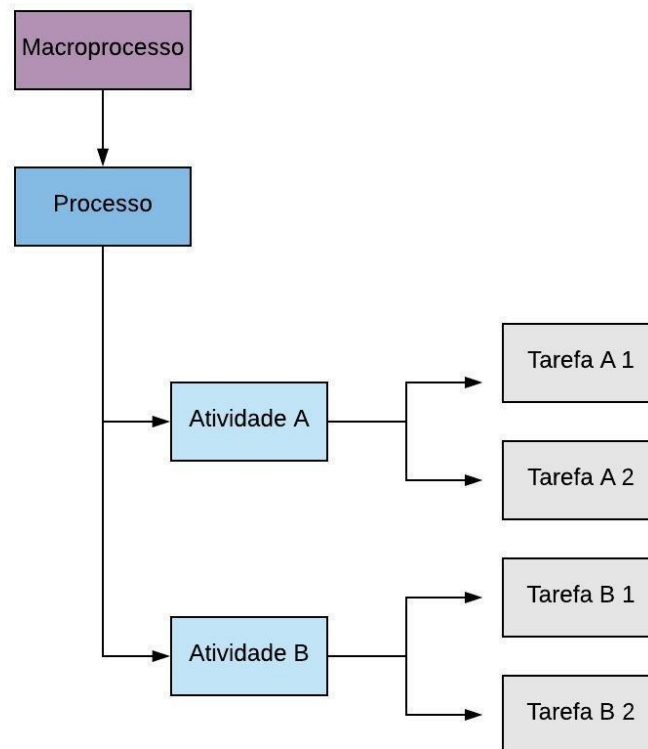 Macroprocesso
Processo
Atividade A
Tarefa A 1
Tarefa A 2
Atividade B
Tarefa B 1
Tarefa B 2